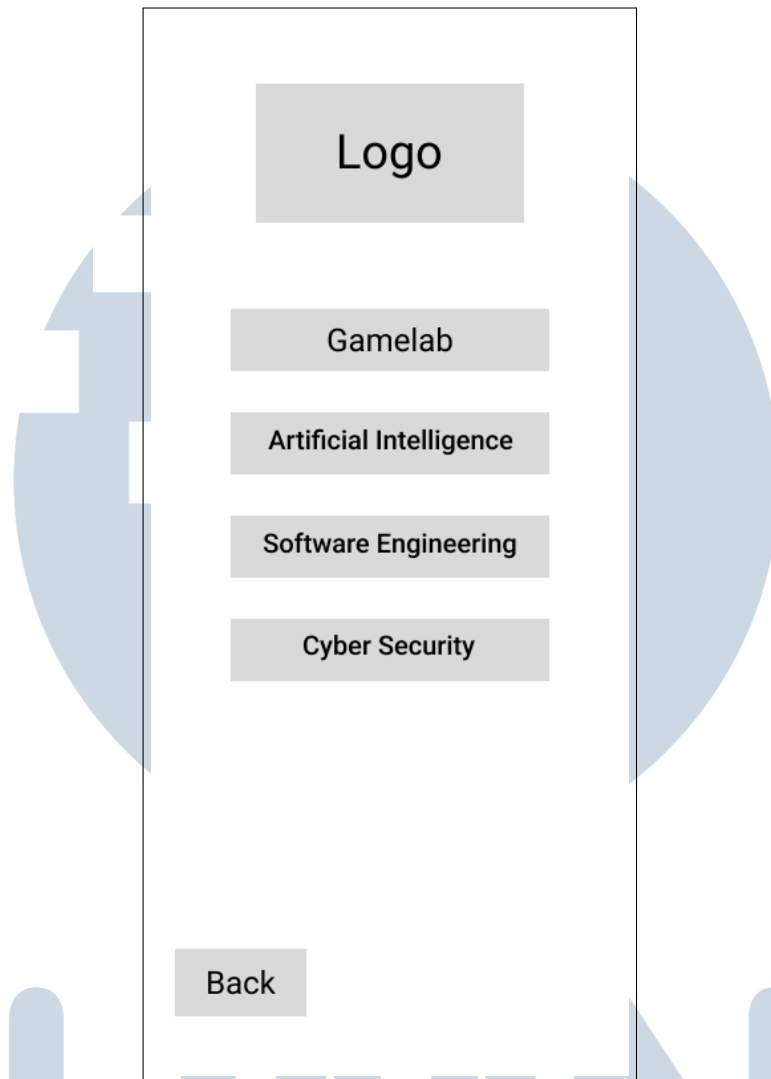 Logo
Gamelab
Artificial Intelligence
Software Engineering
Cyber Security
Back